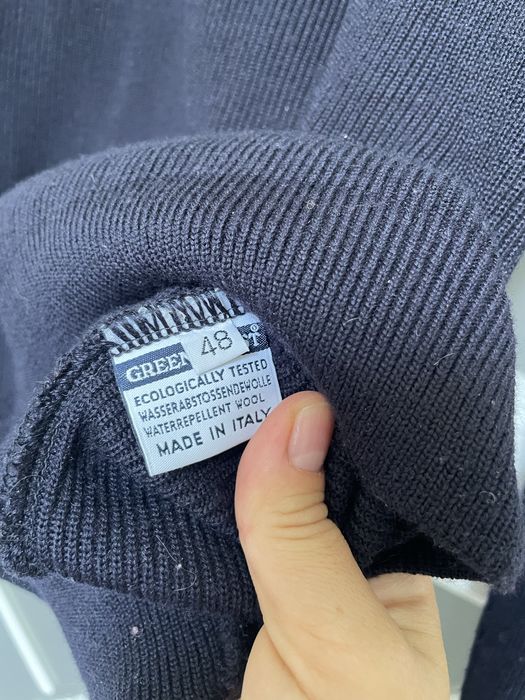 48
GREEN
ECOLOGICALLY TESTED
WASSERABSTOSSENDEWOLLE
WATERREPELLENT WOOL
MADE IN ITALY